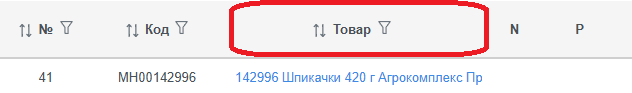 № Код Товар N P
41 МН00142996 142996 Шпикачки 420 г Агрокомплекс Пр